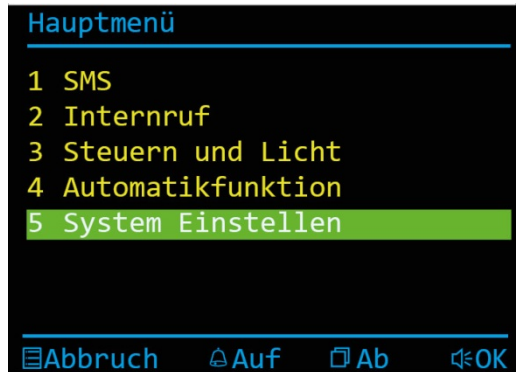 Hauptmenü
1 SMS
2 Internruf
3 Steuern und Licht
4 Automatikfunktion
5 System Einstellen
Abbruch Auf Ab OK